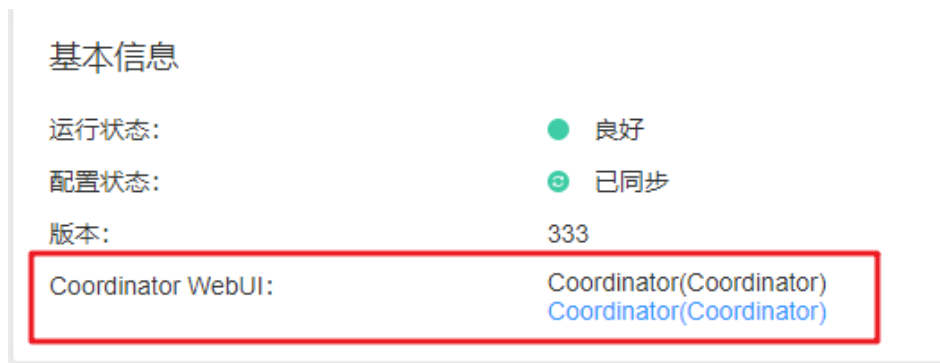 基本信息
运行状态： 良好
配置状态： 已同步
版本： 333
Coordinator WebUI： Coordinator(Coordinator)
Coordinator(Coordinator)